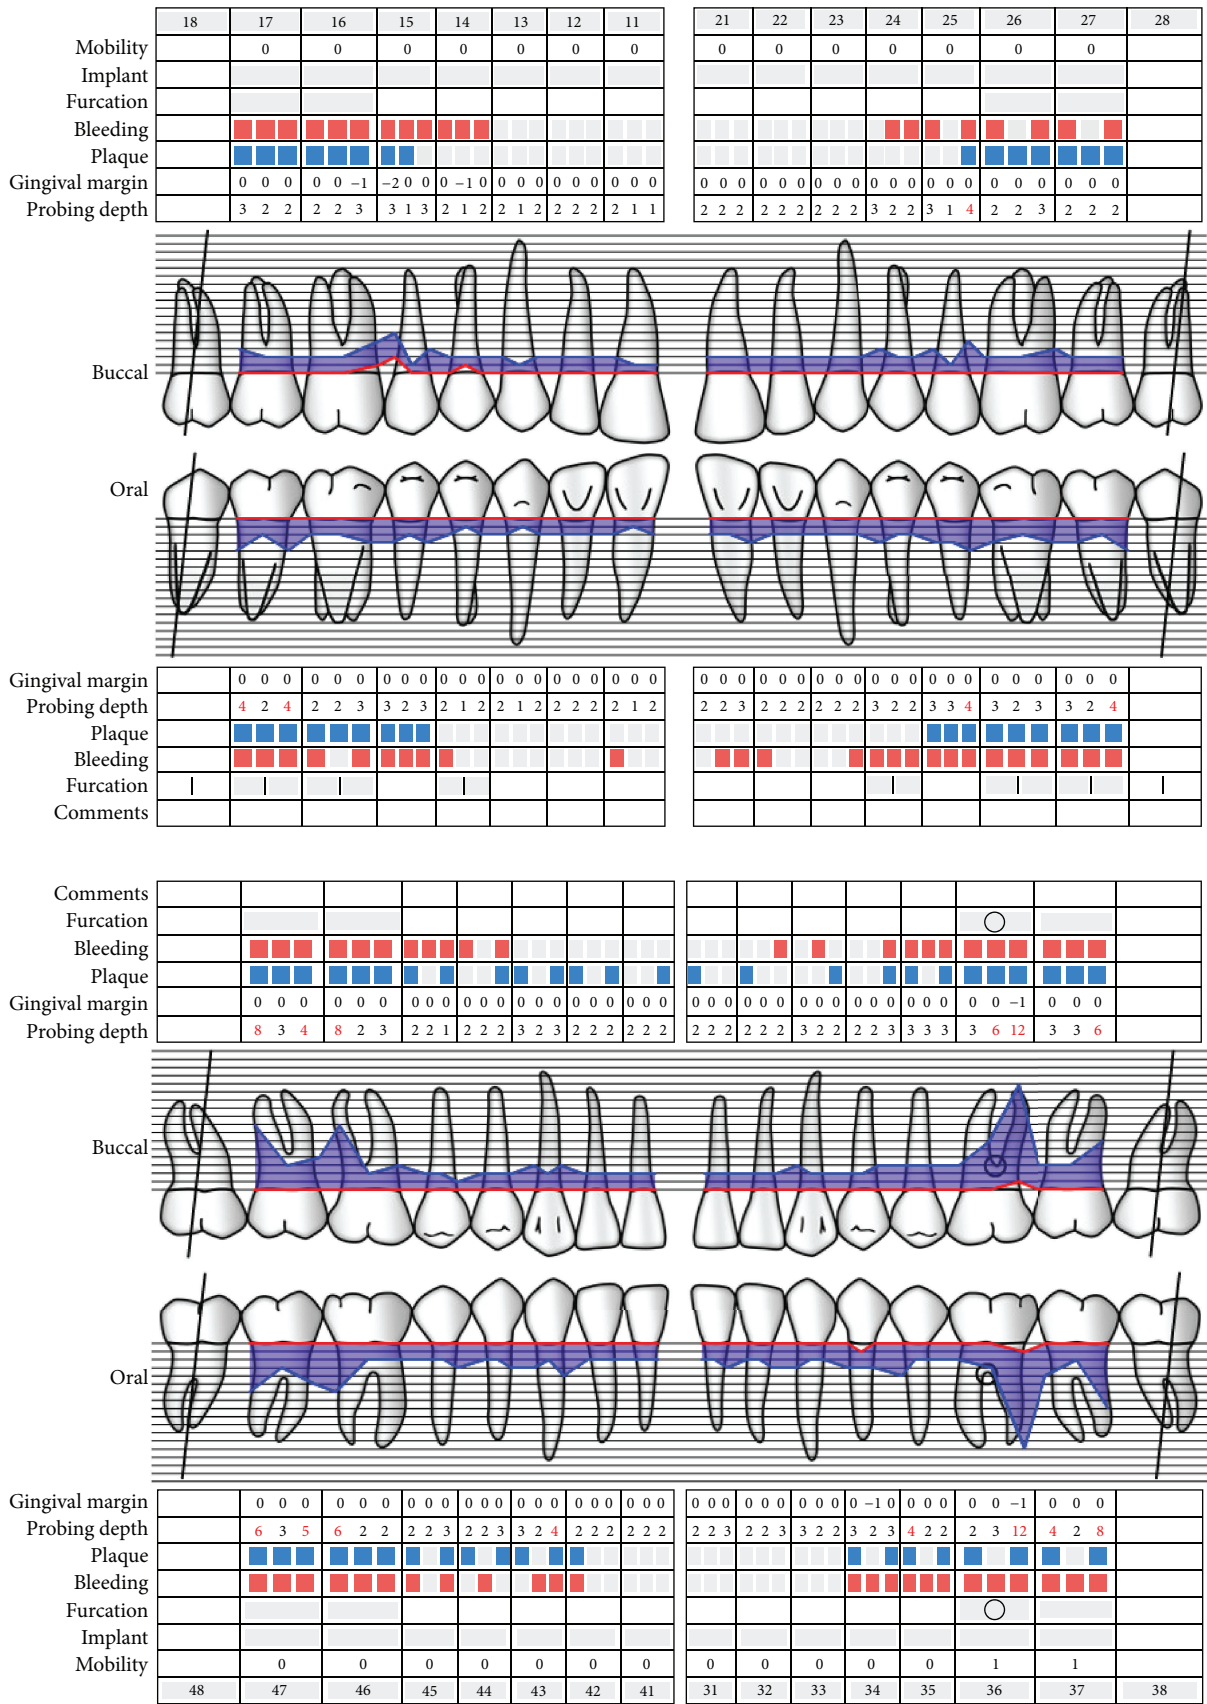 18 17 16 15 14 13 12 11 21 22 23 24 25 26 27 28
Mobility 0 0 0 0 0 0 0 0 0 0 0 0 0 0
Implant
Furcation
Bleeding
Plaque
Gingival margin 0 0 0 0 0 −1 −2 0 0 0 −1 0 0 0 0 0 0 0 0 0 0 0 0 0 0 0 0 0 0 0 0 0 0 0 0 0 0 0 0 0 0 0
Probing depth 3 2 2 2 2 3 3 1 3 2 1 2 2 1 2 2 2 2 2 1 1 2 2 2 2 2 2 2 2 2 3 2 2 3 1 4 2 2 3 2 2 2
Buccal
Oral
Gingival margin 0 0 0 0 0 0 0 0 0 0 0 0 0 0 0 0 0 0 0 0 0 0 0 0 0 0 0 0 0 0 0 0 0 0 0 0 0 0 0 0 0 0
Probing depth 4 2 4 2 2 3 3 2 3 2 1 2 2 1 2 2 2 2 2 1 2 2 2 3 2 2 2 2 2 2 3 2 2 3 3 4 3 2 3 3 2 4
Plaque
Bleeding
Furcation
Comments
Comments
Furcation
Bleeding
Plaque
Gingival margin 0 0 0 0 0 0 0 0 0 0 0 0 0 0 0 0 0 0 0 0 0 0 0 0 0 0 0 0 0 0 0 0 0 0 0 0 0 0 −1 0 0 0
Probing depth 8 3 4 8 2 3 2 2 1 2 2 2 3 2 3 2 2 2 2 2 2 2 2 2 2 2 2 3 2 2 2 2 3 3 3 3 3 6 12 3 3 6
Buccal
Oral
Gingival margin 0 0 0 0 0 0 0 0 0 0 0 0 0 0 0 0 0 0 0 0 0 0 0 0 0 0 0 0 0 0 0 −1 0 0 0 0 0 0 −1 0 0 0
Probing depth 6 3 5 6 2 2 2 2 3 2 2 3 3 2 4 2 2 2 2 2 2 2 2 3 2 2 2 3 2 2 3 2 3 4 2 2 2 3 12 4 2 8
Plaque
Bleeding
Furcation
Implant
Mobility 0 0 0 0 0 0 0 0 0 0 0 0 1 1
48 47 46 45 44 43 42 41 31 32 33 34 35 36 37 38